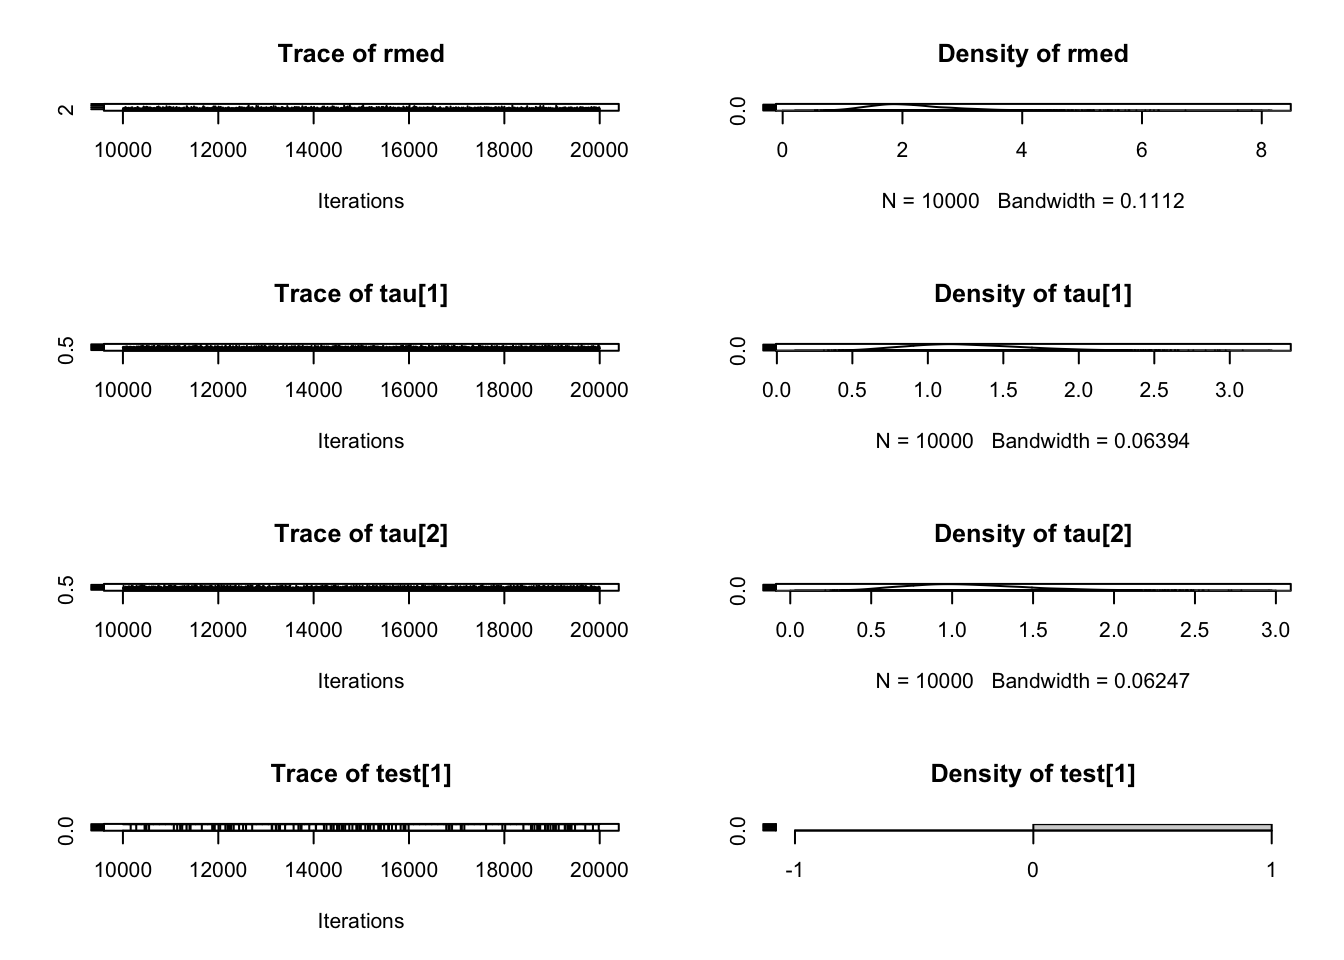 Trace of rmed
2
10000 12000 14000 16000 18000 20000
Iterations
Density of rmed
0.0
0 2 4 6 8
N = 10000 Bandwidth = 0.1112
Trace of tau[1]
0.5
10000 12000 14000 16000 18000 20000
Iterations
Density of tau[1]
0.0
0.0 0.5 1.0 1.5 2.0 2.5 3.0
N = 10000 Bandwidth = 0.06394
Trace of tau[2]
0.5
10000 12000 14000 16000 18000 20000
Iterations
Density of tau[2]
0.0
0.0 0.5 1.0 1.5 2.0 2.5 3.0
N = 10000 Bandwidth = 0.06247
Trace of test[1]
0.0
10000 12000 14000 16000 18000 20000
Iterations
Density of test[1]
0.0
-1 0 1